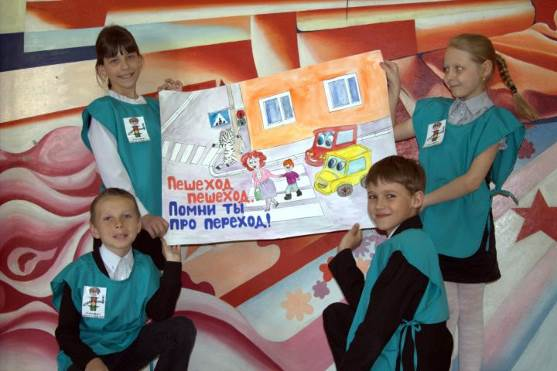 Пешеход
пешеход..
Помни ты
про переход!